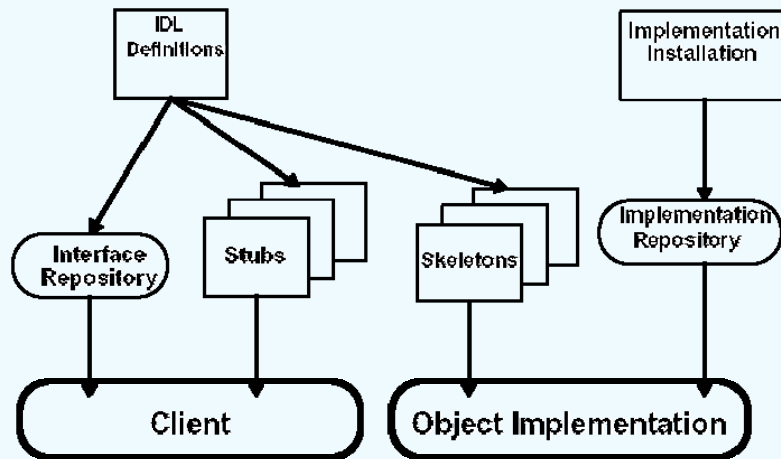 IDL
Definitions
Implementation
Installation
Interface
Repository
Stubs
Skeletons
Implementation
Repository
Client
Object Implementation